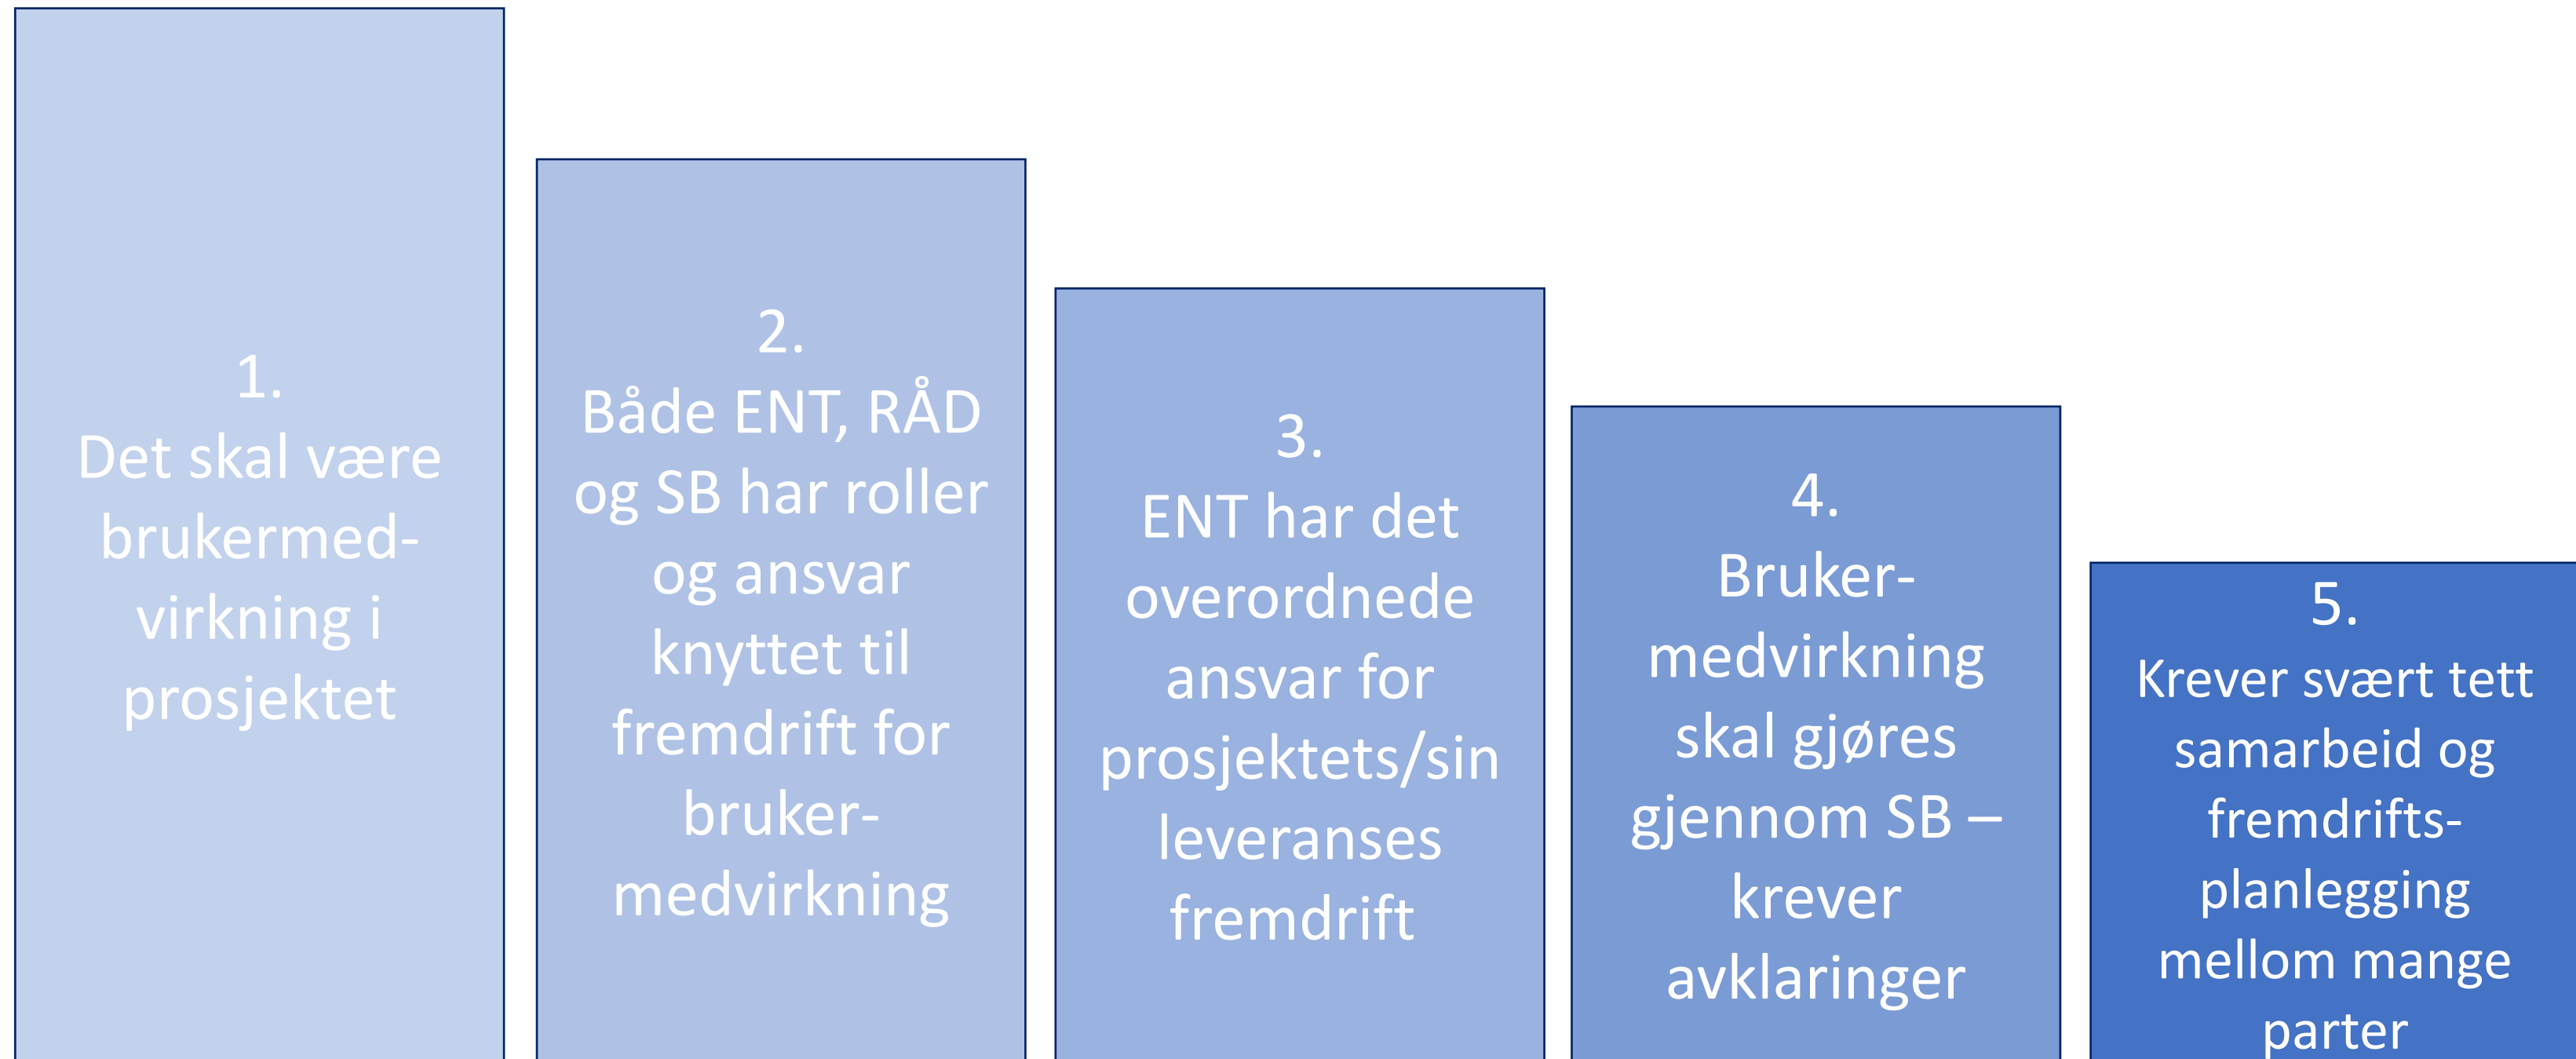 1.
Det skal være
brukermed-
virkning i
prosjektet
2.
Både ENT, RÅD
og SB har roller
og ansvar
knyttet til
fremdrift for
bruker-
medvirkning
3.
ENT har det
overordnede
ansvar for
prosjektets/sin
leveranses
fremdrift
4.
Bruker-
medvirkning
skal gjøres
gjennom SB –
krever
avklaringer
5.
Krever svært tett
samarbeid og
fremdrifts-
planlegging
mellom mange
parter